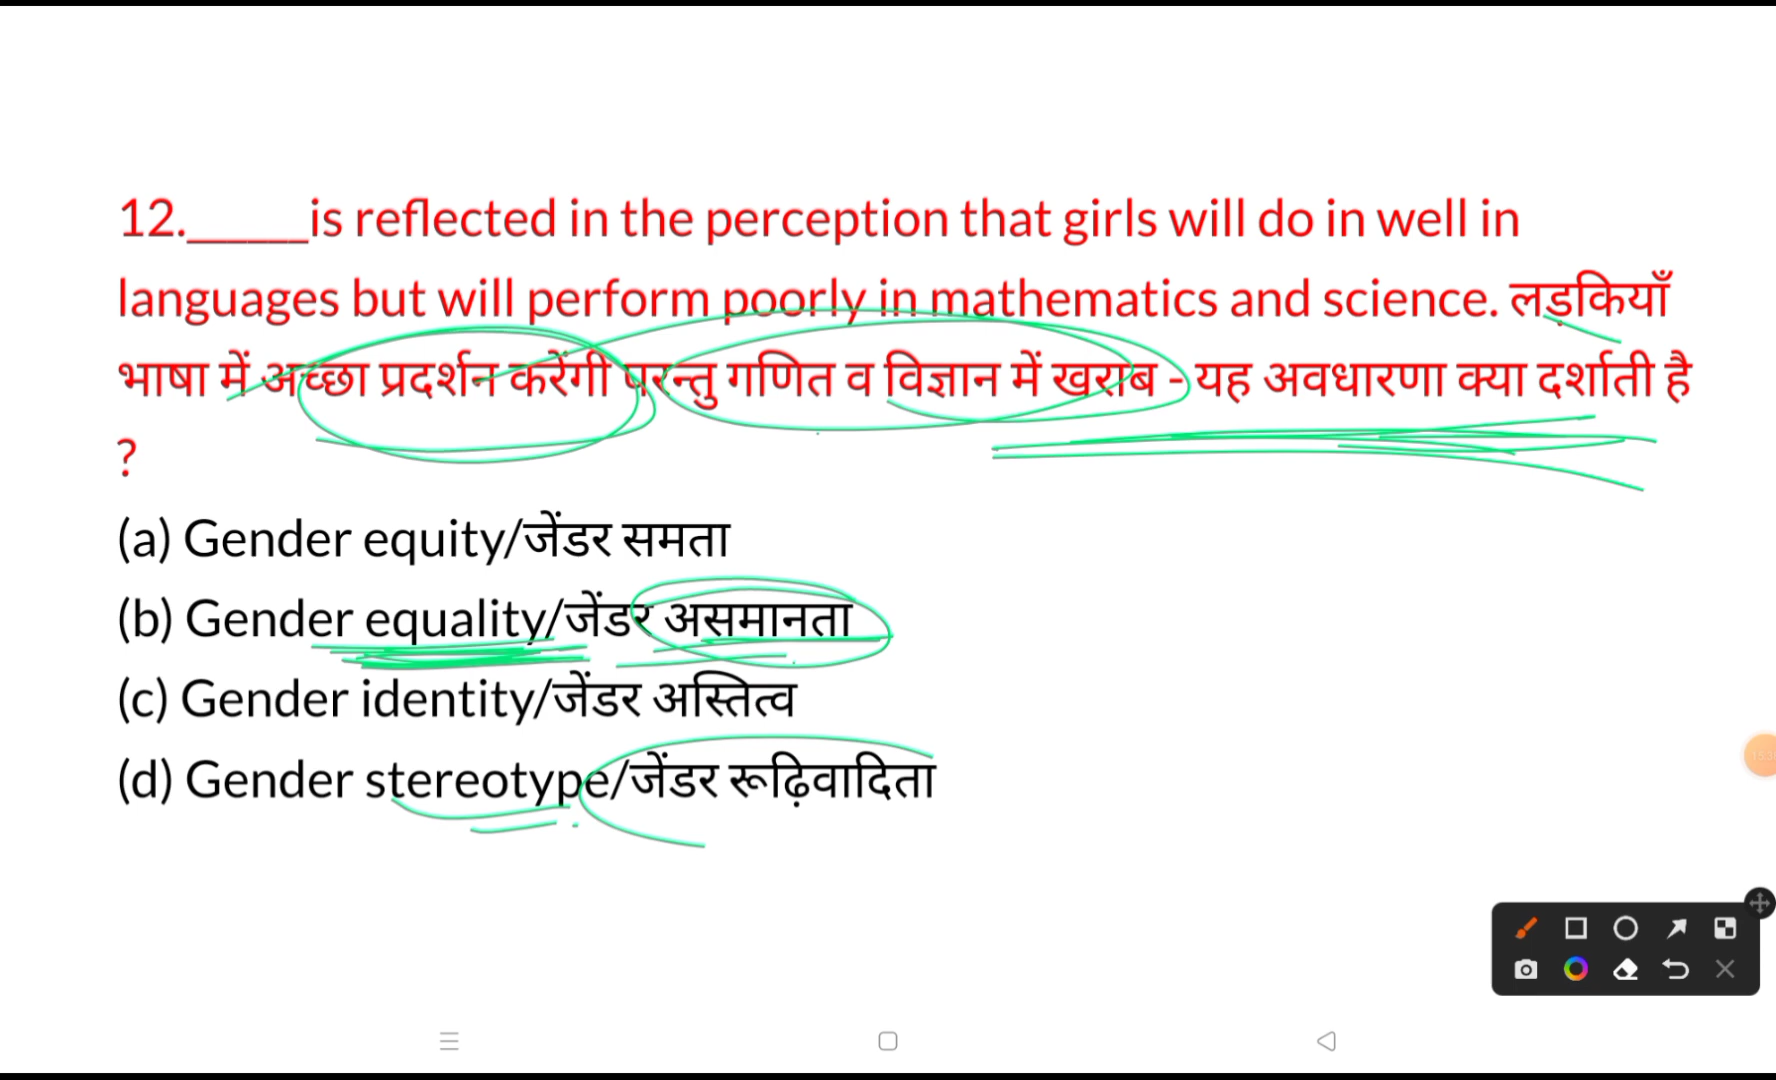 12.______is reflected in the perception that girls will do in well in
languages but will perform poorly in mathematics and science. लड़कियाँ
भाषा में अच्छा प्रदर्शन करेंगी परन्तु गणित व विज्ञान में खराब - यह अवधारणा क्या दर्शाती है
?
(a) Gender equity/जेंडर समता
(b) Gender equality/जेंडर असमानता
(c) Gender identity/जेंडर अस्तित्व
(d) Gender stereotype/जेंडर रूढ़िवादिता